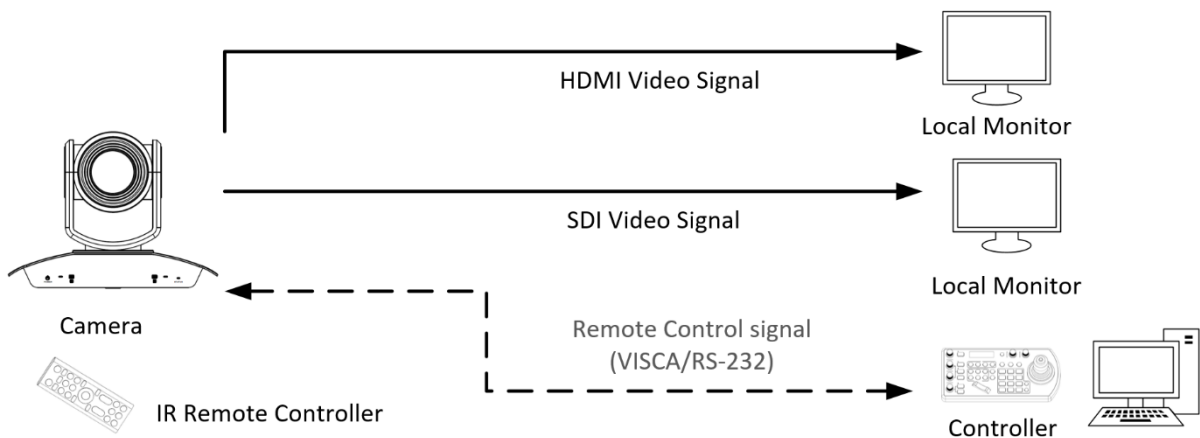 HDMI Video Signal
Local Monitor
SDI Video Signal
Local Monitor
Camera
Remote Control signal
(VISCA/RS-232)
IR Remote Controller
Controller